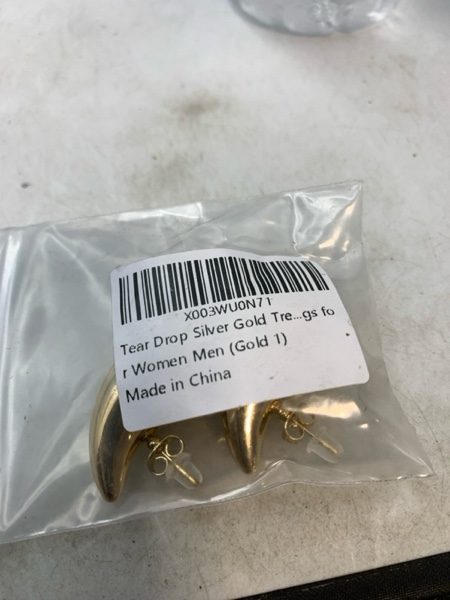 X003WU0N71
Tear Drop Silver Gold Tre...gs fo
r Women Men (Gold 1)
Made in China